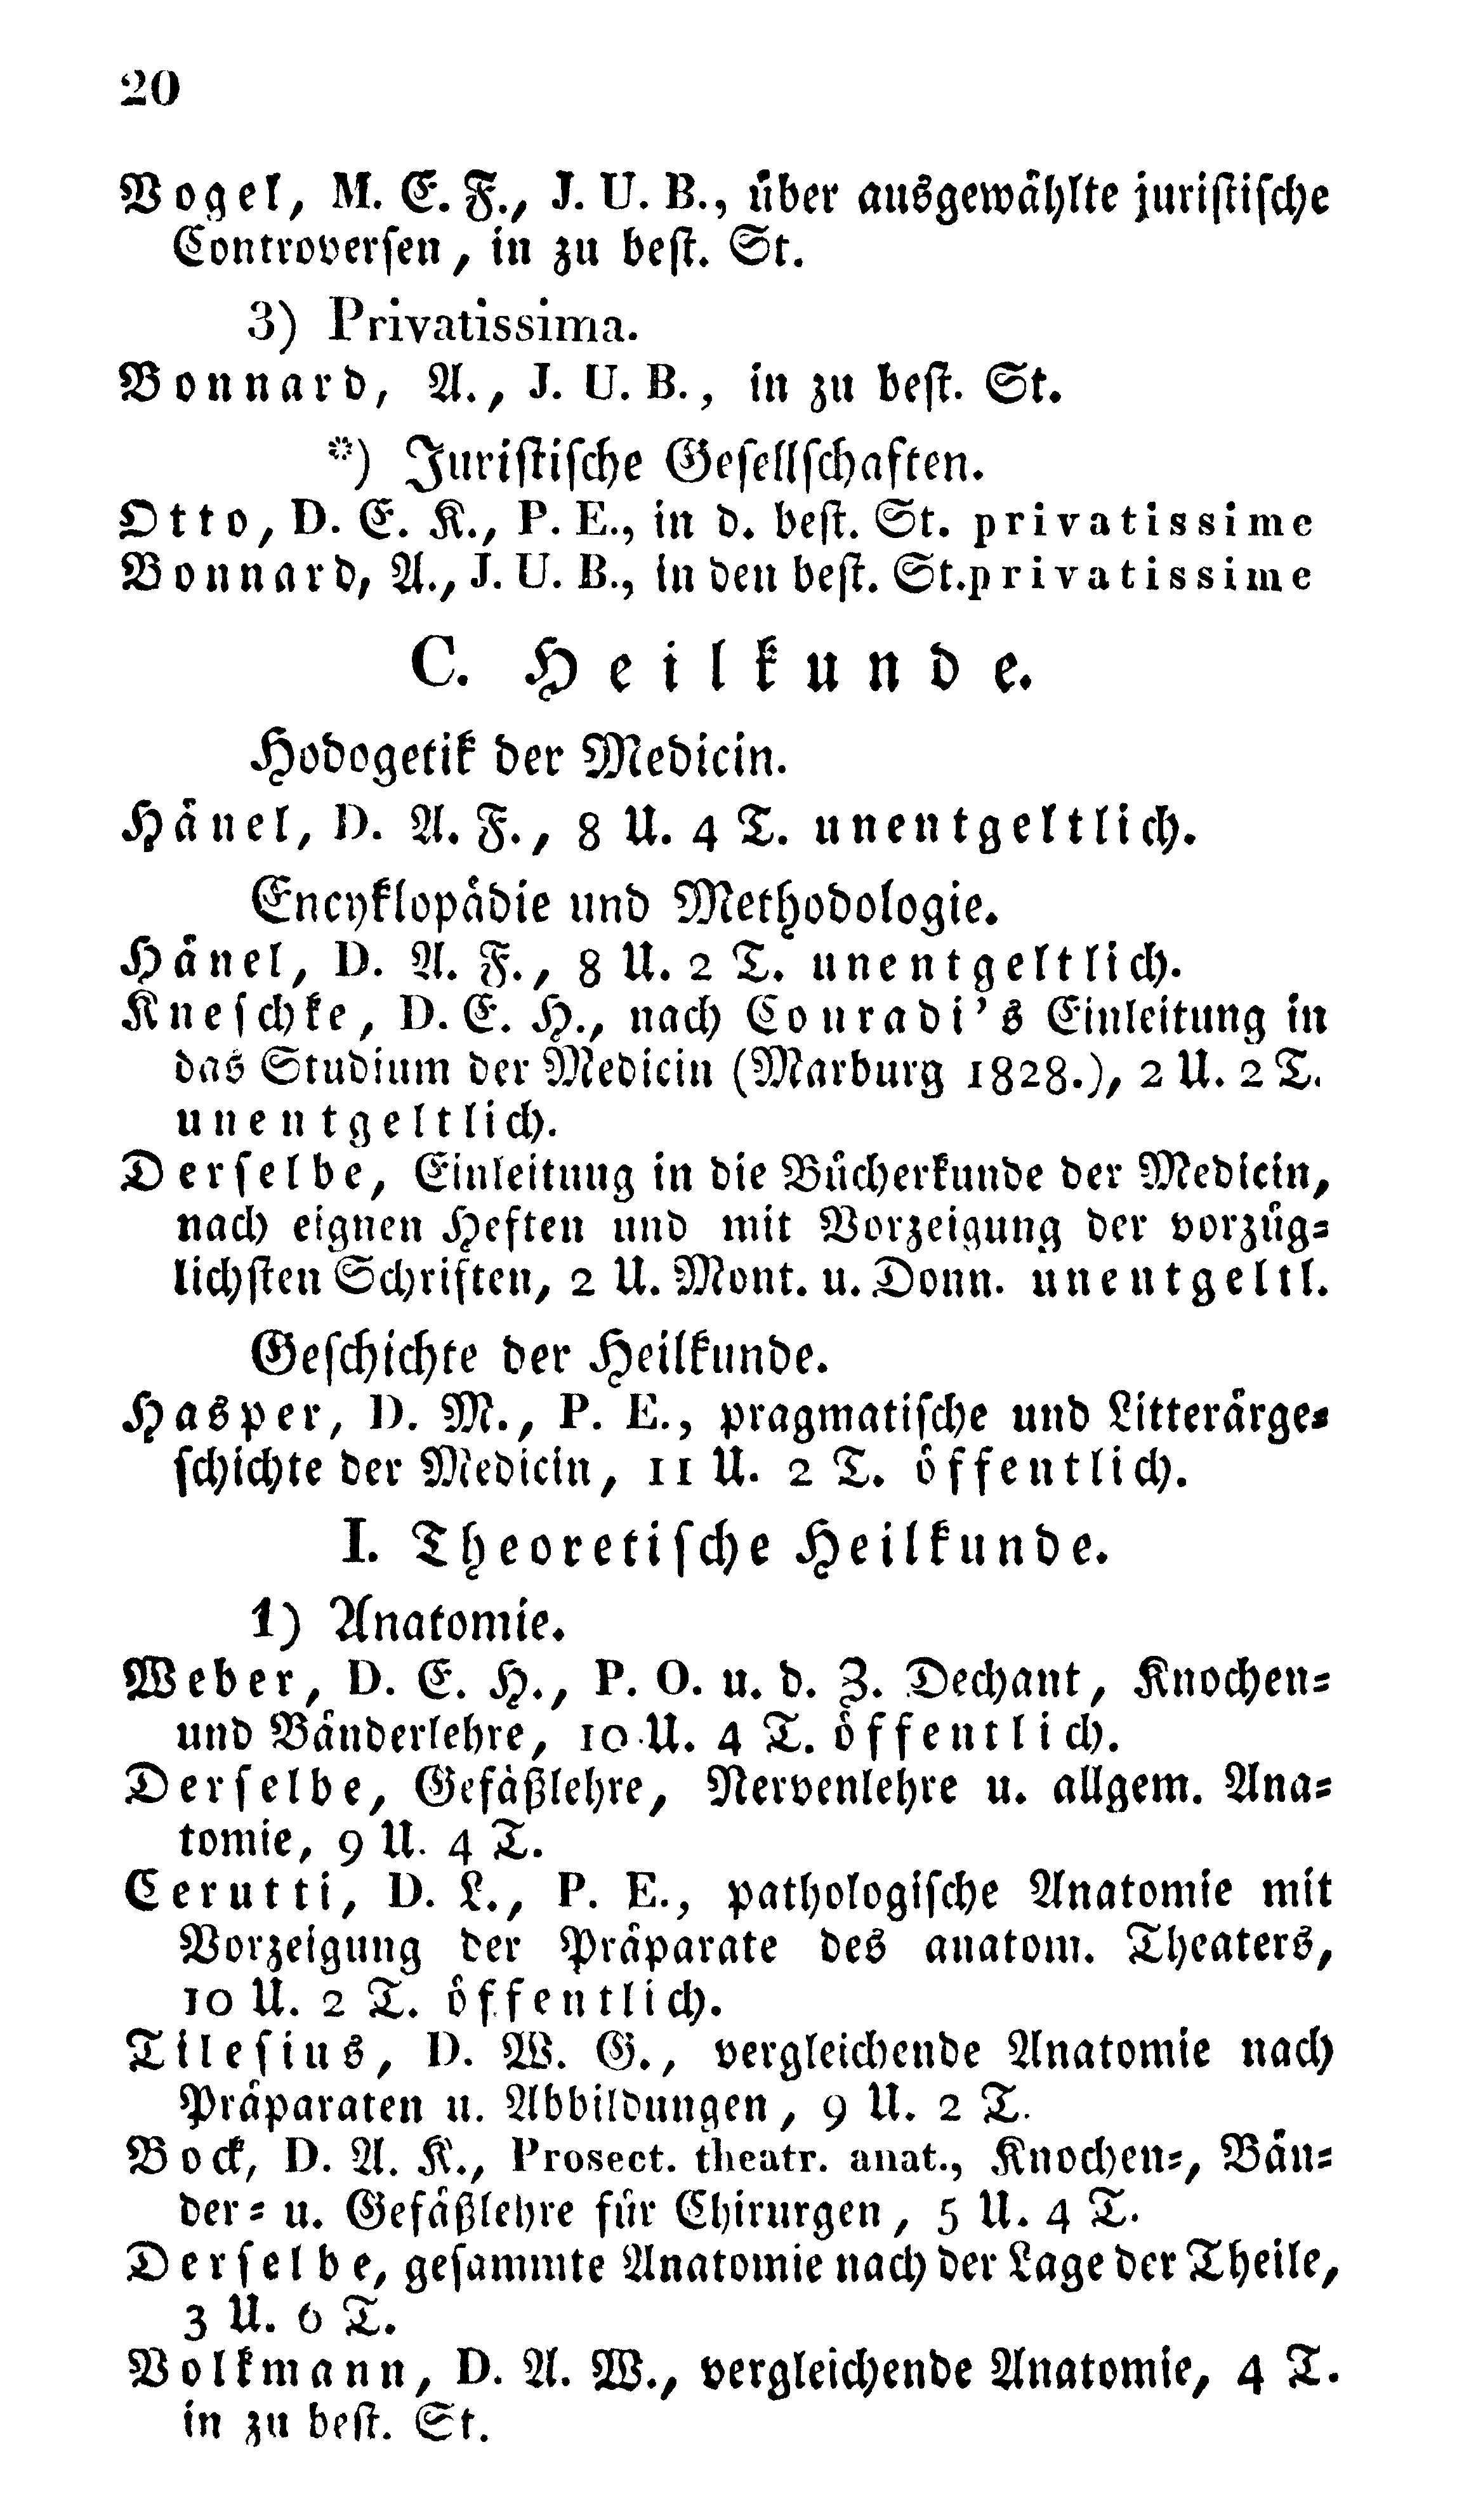 20
Vogel, M. E. F., J. U. B., über ausgewählte juristische
Controversen, in zu best. St.
3) Privatissima.
Bonnard, A., J. U. B., in zu best. St.
*) Juristische Gesellschaften.
Otto, D. C. K., P. E., in d. best. St. privatissime
Bonnard, A., J. U. B., in den best. St. privatissime
C. Heilkunde.
Hodogetik der Medicin.
Hänel, D. A. F., 8 U. 4 T. unentgeltlich.
Encyklopädie und Methodologie.
Hänel, D. A. F., 8 U. 2 T. unentgeltlich.
Kneschke, D. E. H., nach Conradi's Einleitung in
das Studium der Medicin (Marburg 1828.), 2 U. 2 T.
unentgeltlich.
Derselbe, Einleitung in die Bücherkunde der Medicin,
nach eignen Heften und mit Vorzeigung der vorzüg-
lichsten Schriften, 2 U. Mont. u. Donn. unentgeltl.
Geschichte der Heilkunde.
Hasper, D. M., P. E., pragmatische und Litterärge-
schichte der Medicin, 11 U. 2 T. öffentlich.
I. Theoretische Heilkunde.
1) Anatomie.
Weber, D. E. H., P. O. u. d. Z. Dechant, Knochen-
und Bänderlehre, 10 U. 4 T. öffentlich.
Derselbe, Gefäßlehre, Nervenlehre u. allgem. Ana-
tomie, 9 U. 4 T.
Cerutti, D. L., P. E., pathologische Anatomie mit
Vorzeigung der Präparate des anatom. Theaters,
10 U. 2 T. öffentlich.
Tilesius, D. W. G., vergleichende Anatomie nach
Präparaten u. Abbildungen, 9 U. 2 T.
Bock, D. A. K., Prosect. theatr. anat., Knochen-, Bän-
der- u. Gefäßlehre für Chirurgen, 5 U. 4 T.
Derselbe, gesammte Anatomie nach der Lage der Theile,
3 U. 6 T.
Volkmann, D. A. W., vergleichende Anatomie, 4 T.
in zu best. St.